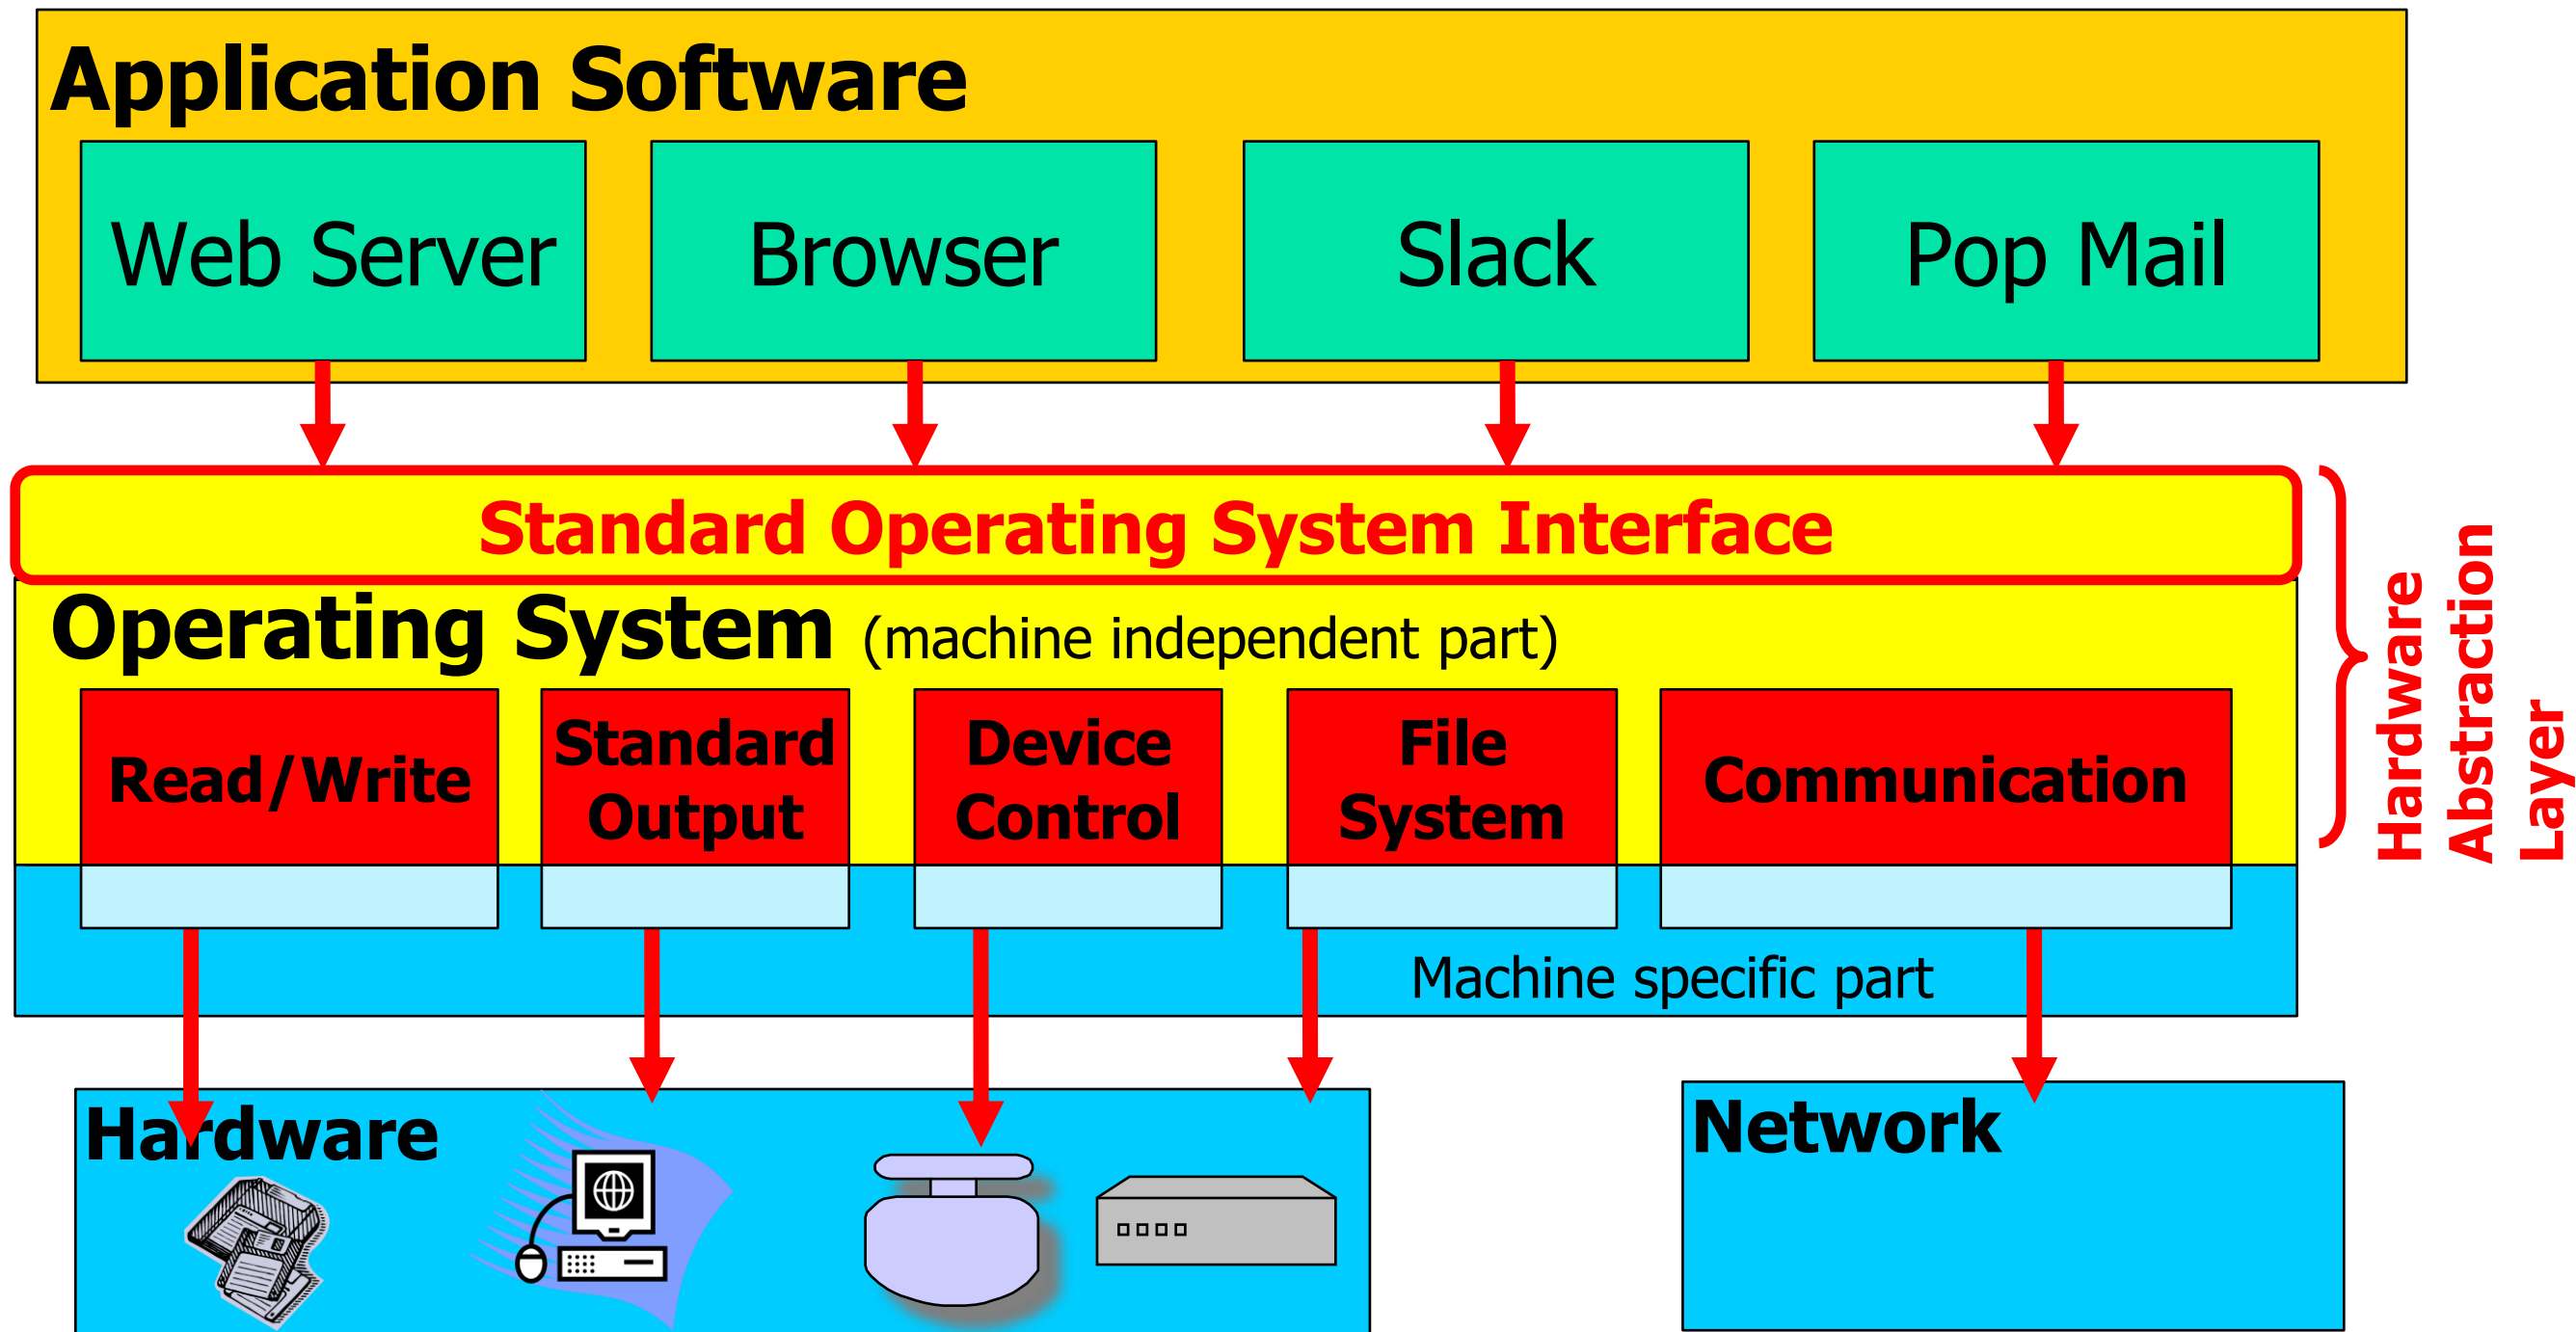 Application Software
Web Server
Browser
Slack
Pop Mail
Standard Operating System Interface
Operating System (machine independent part)
Read/Write
Standard
Output
Device
Control
File
System
Communication
Hardware
Abstraction
Layer
Machine specific part
Hardware
Network